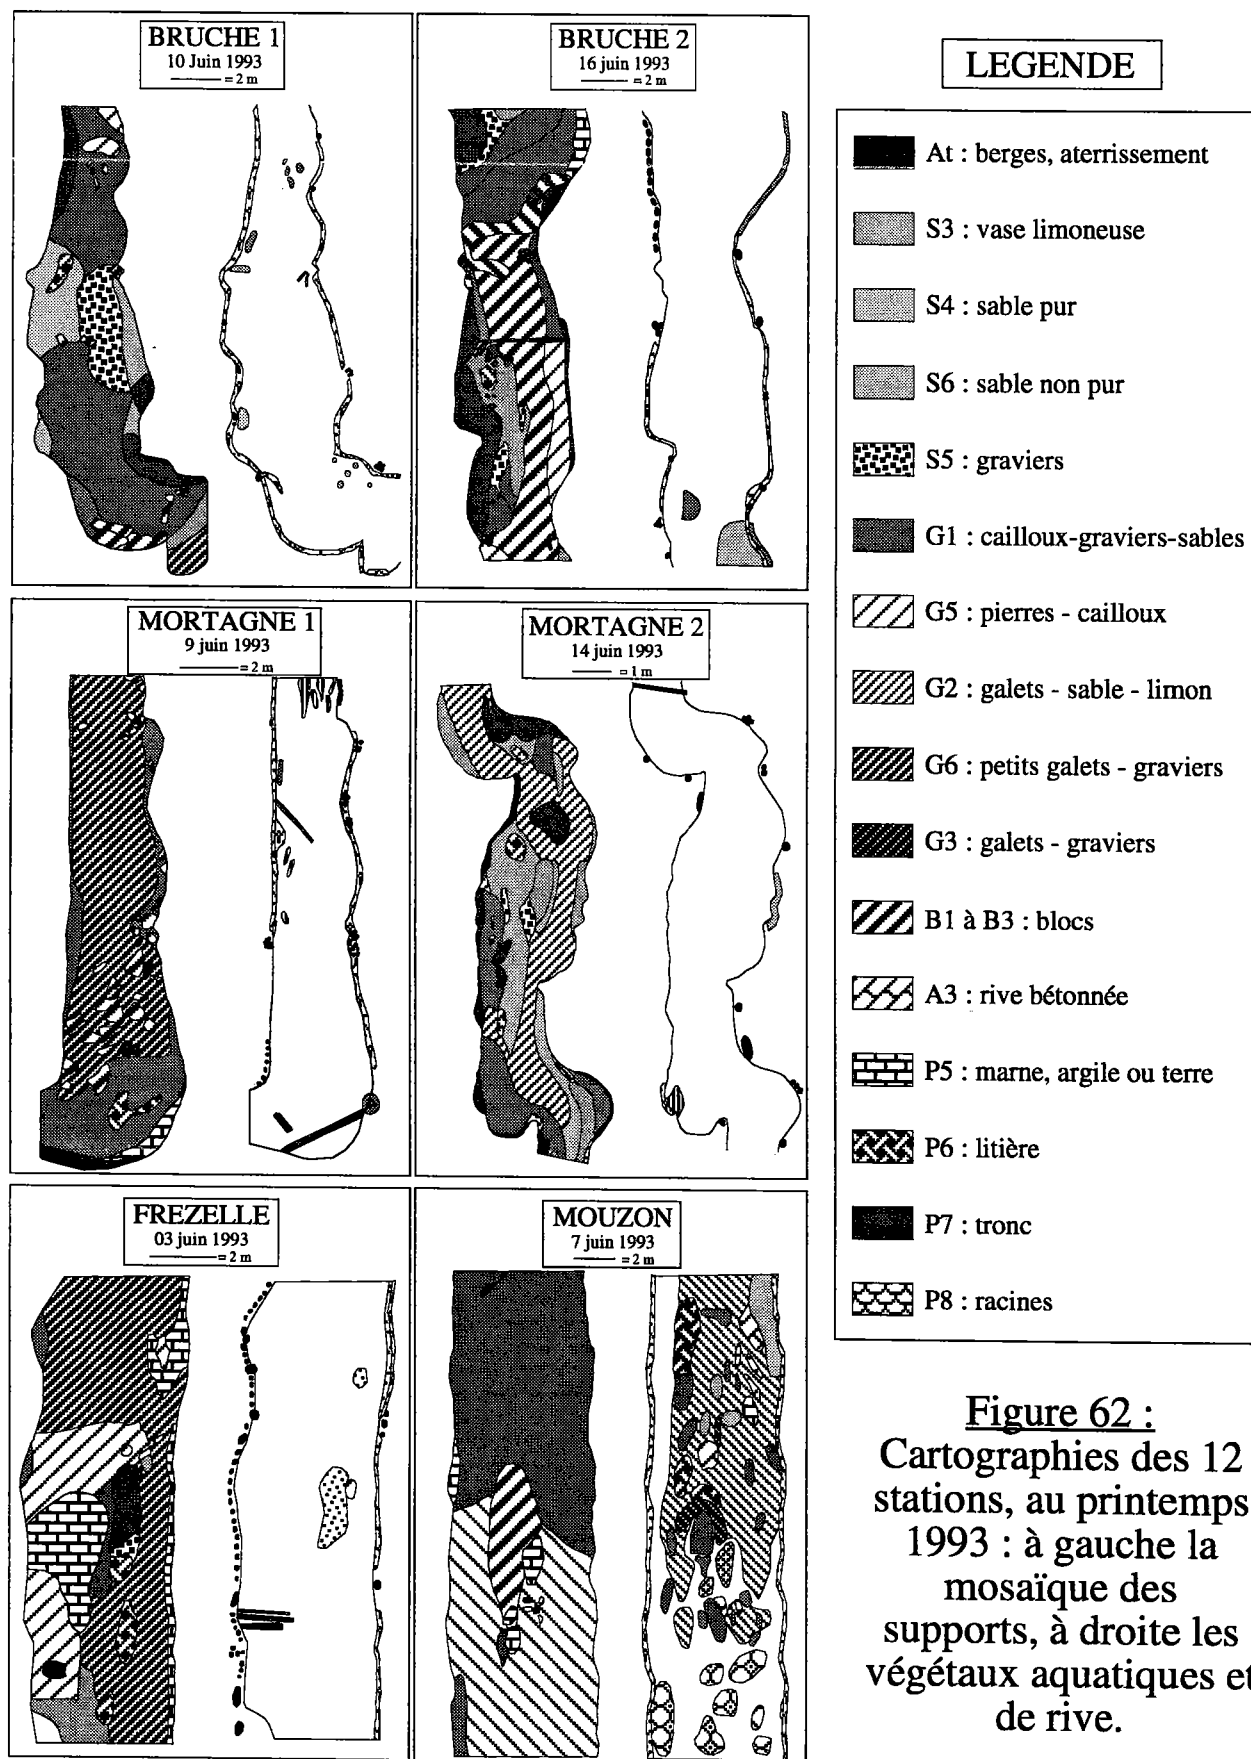 BRUCHE 1
10 Juin 1993
= 2 m
BRUCHE 2
16 juin 1993
= 2 m
MORTAGNE 1
9 juin 1993
= 2 m
MORTAGNE 2
14 juin 1993
= 1 m
FREZELLE
03 juin 1993
= 2 m
MOUZON
7 juin 1993
= 2 m
LEGENDE
At : berges, aterrissement
S3 : vase limoneuse
S4 : sable pur
S6 : sable non pur
S5 : graviers
G1 : cailloux-graviers-sables
G5 : pierres - cailloux
G2 : galets - sable - limon
G6 : petits galets - graviers
G3 : galets - graviers
B1 à B3 : blocs
A3 : rive bétonnée
P5 : marne, argile ou terre
P6 : litière
P7 : tronc
P8 : racines
Figure 62 :
Cartographies des 12
stations, au printemps
1993 : à gauche la
mosaïque des
supports, à droite les
végétaux aquatiques et
de rive.